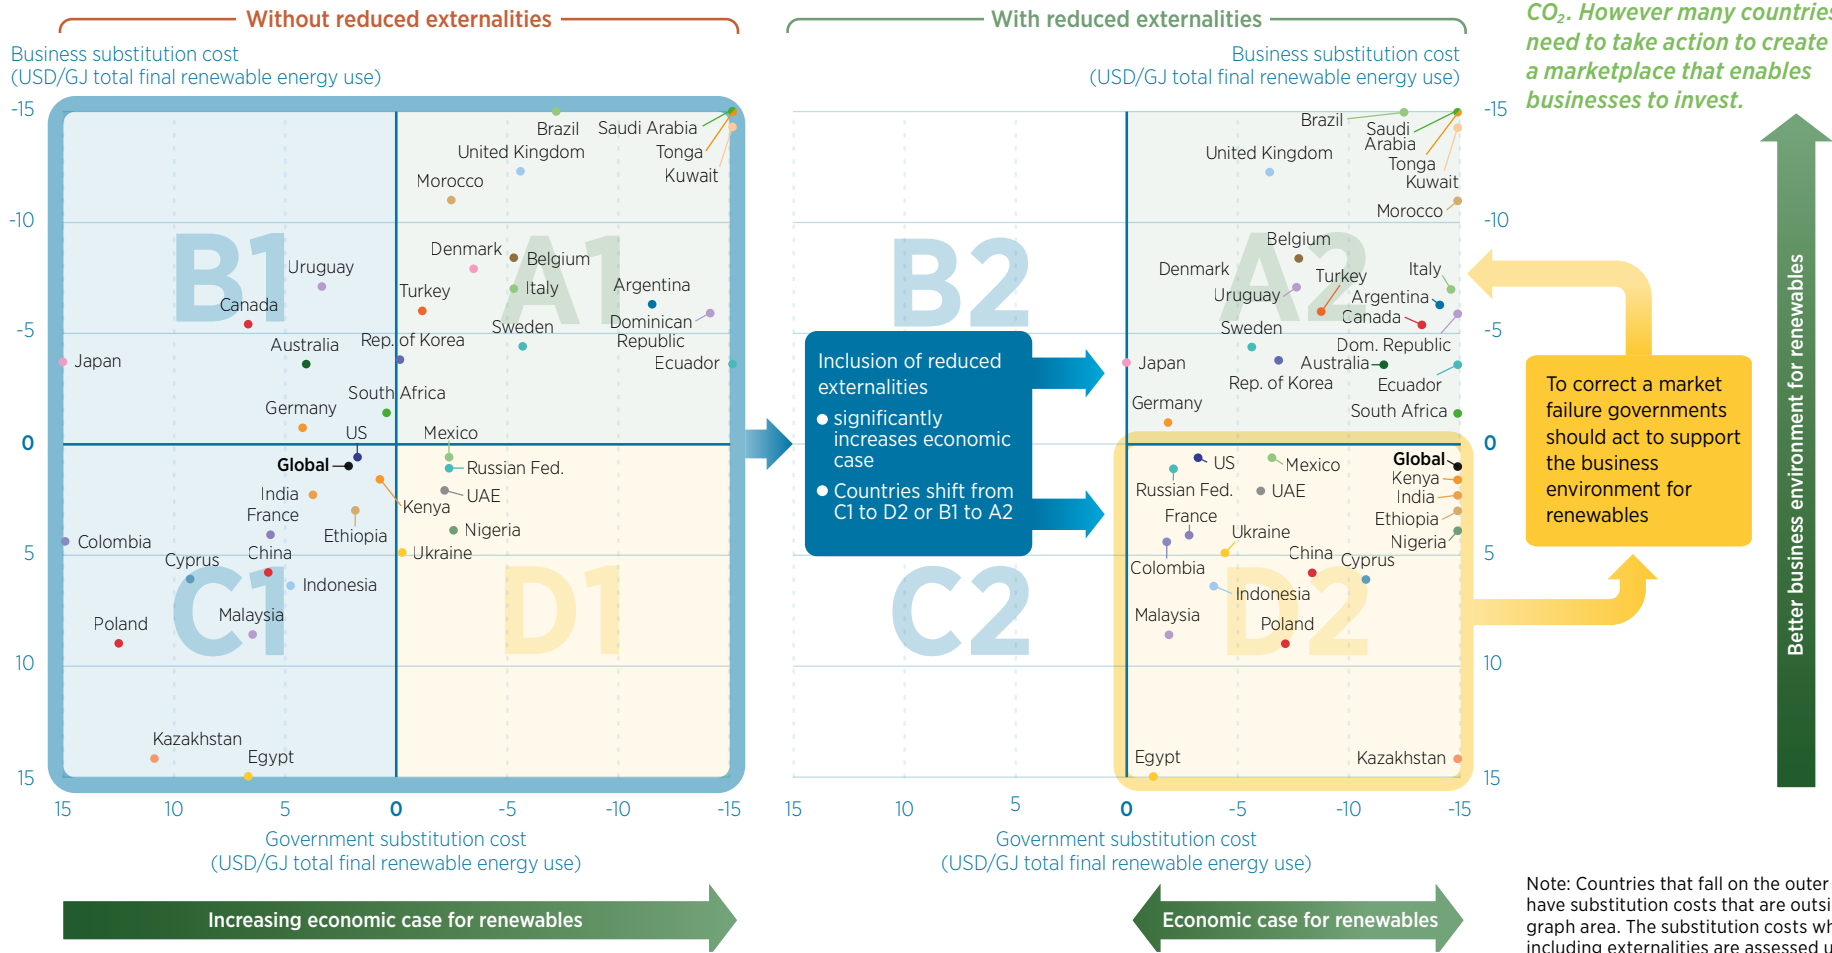 Without reduced externalities
Business substitution cost
(USD/GJ total final renewable energy use)
-15
-10
-5
0
5
10
15
B1
A1
C1
D1
Brazil
Saudi Arabia
Tonga
Kuwait
United Kingdom
Morocco
Denmark
Belgium
Uruguay
Italy
Argentina
Turkey
Canada
Dominican
Republic
Sweden
Rep. of Korea
Australia
Japan
Ecuador
South Africa
Germany
US
Mexico
Global
Russian Fed.
India
UAE
Kenya
France
Ethiopia
Nigeria
Colombia
China
Ukraine
Cyprus
Indonesia
Malaysia
Poland
Kazakhstan
Egypt
15
10
5
0
-5
-10
-15
Government substitution cost
(USD/GJ total final renewable energy use)
Increasing economic case for renewables
Inclusion of reduced
externalities
significantly
increases economic
case
Countries shift from
C1 to D2 or B1 to A2
With reduced externalities
Business substitution cost
(USD/GJ total final renewable energy use)
-15
-10
-5
0
5
10
15
B2
A2
C2
D2
Brazil
Saudi
Arabia
Tonga
Kuwait
United Kingdom
Morocco
Belgium
Denmark
Turkey
Italy
Uruguay
Argentina
Canada
Sweden
Dom. Republic
Japan
Australia
Rep. of Korea
Ecuador
Germany
South Africa
Global
US
Mexico
Kenya
Russian Fed.
UAE
India
France
Ethiopia
Ukraine
Nigeria
China
Cyprus
Colombia
Indonesia
Malaysia
Poland
Egypt
Kazakhstan
15
10
5
0
-5
-10
-15
Government substitution cost
(USD/GJ total final renewable energy use)
Economic case for renewables
CO₂. However many countries
need to take action to create
a marketplace that enables
businesses to invest.
To correct a market
failure governments
should act to support
the business
environment for
renewables
Better business environment for renewables
Note: Countries that fall on the outer
have substitution costs that are
graph area. The substitution costs
including externalities are assessed